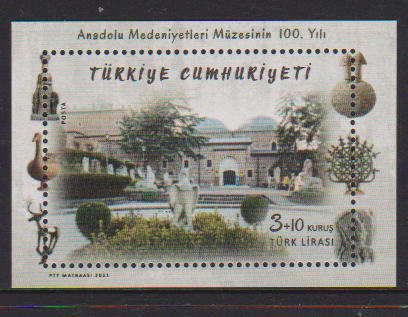 Anadolu Medeniyetleri Müzesinin 100. Yılı
TÜRKİYE CUMHURİYETİ
POSTA
3+10 KURUŞ
TÜRK LİRASI
PTT MATBAASI 2021